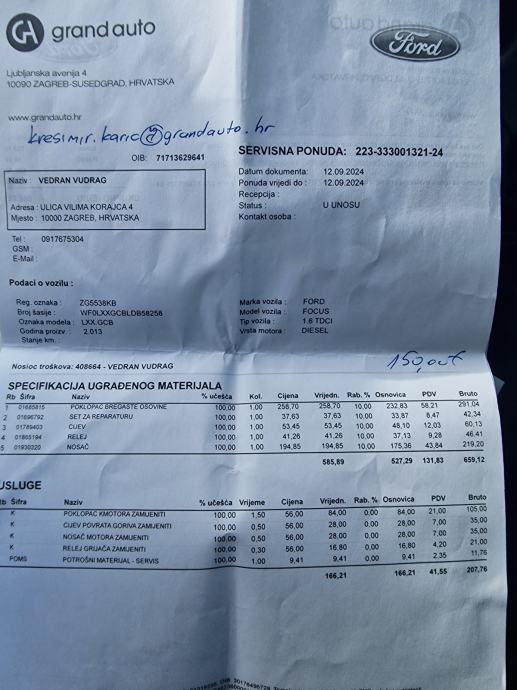 GA grand auto
Ford
Ljubljanska avenija 4
10090 ZAGREB-SUSEDGRAD, HRVATSKA
www.grandauto.hr
kresimir.karic@grandauto.hr
OIB: 71713629641
SERVISNA PONUDA: 223-333001321-24
Naziv : VEDRAN VUDRAG
Adresa : ULICA VILIMA KORAJCA 4
Mjesto : 10000 ZAGREB, HRVATSKA
Datum dokumenta: 12.09.2024
Ponuda vrijedi do : 12.09.2024
Recepcija :
Status : U UNOSU
Kontakt osoba :
Tel : 0917675304
GSM :
E-Mail :
Podaci o vozilu :
Reg. oznaka : ZG5538KB
Broj šasije : WF0LXXGCBLDB58258
Oznaka modela : LXX.GCB
Godina proizv. : 2.013
Stanje km. :
Marka vozila : FORD
Model vozila : FOCUS
Tip vozila : 1.6 TDCI
Vrsta motora : DIESEL
Nosioc troškova: 408664 - VEDRAN VUDRAG
150,00€
SPECIFIKACIJA UGRAĐENOG MATERIJALA
Rb Šifra Naziv % učešća Kol. Cijena Vrijedn. Rab. % Osnovica PDV Bruto
1 01685815 POKLOPAC BREGASTE OSOVINE 100,00 1,00 258,70 258,70 10,00 232,83 58,21 291,04
2 01696792 SET ZA REPARATURU 100,00 1,00 37,63 37,63 10,00 33,87 8,47 42,34
3 01789403 CIJEV 100,00 1,00 53,45 53,45 10,00 48,10 12,03 60,13
4 01865194 RELEJ 100,00 1,00 41,26 41,26 10,00 37,13 9,28 46,41
5 01930320 NOSAČ 100,00 1,00 194,85 194,85 10,00 175,36 43,84 219,20
585,89 527,29 131,83 659,12
USLUGE
Rb Šifra Naziv % učešća Vrijeme Cijena Vrijedn. Rab. % Osnovica PDV Bruto
K POKLOPAC KMOTORA ZAMIJENITI 100,00 1,50 56,00 84,00 0,00 84,00 21,00 105,00
K CIJEV POVRATA GORIVA ZAMIJENITI 100,00 0,50 56,00 28,00 0,00 28,00 7,00 35,00
K NOSAČ MOTORA ZAMIJENITI 100,00 0,50 56,00 28,00 0,00 28,00 7,00 35,00
K RELEJ GRIJAČA ZAMIJENITI 100,00 0,30 56,00 16,80 0,00 16,80 4,20 21,00
POMS POTROŠNI MATERIJAL - SERVIS 100,00 1,00 9,41 9,41 0,00 9,41 2,35 11,76
166,21 166,21 41,55 207,76